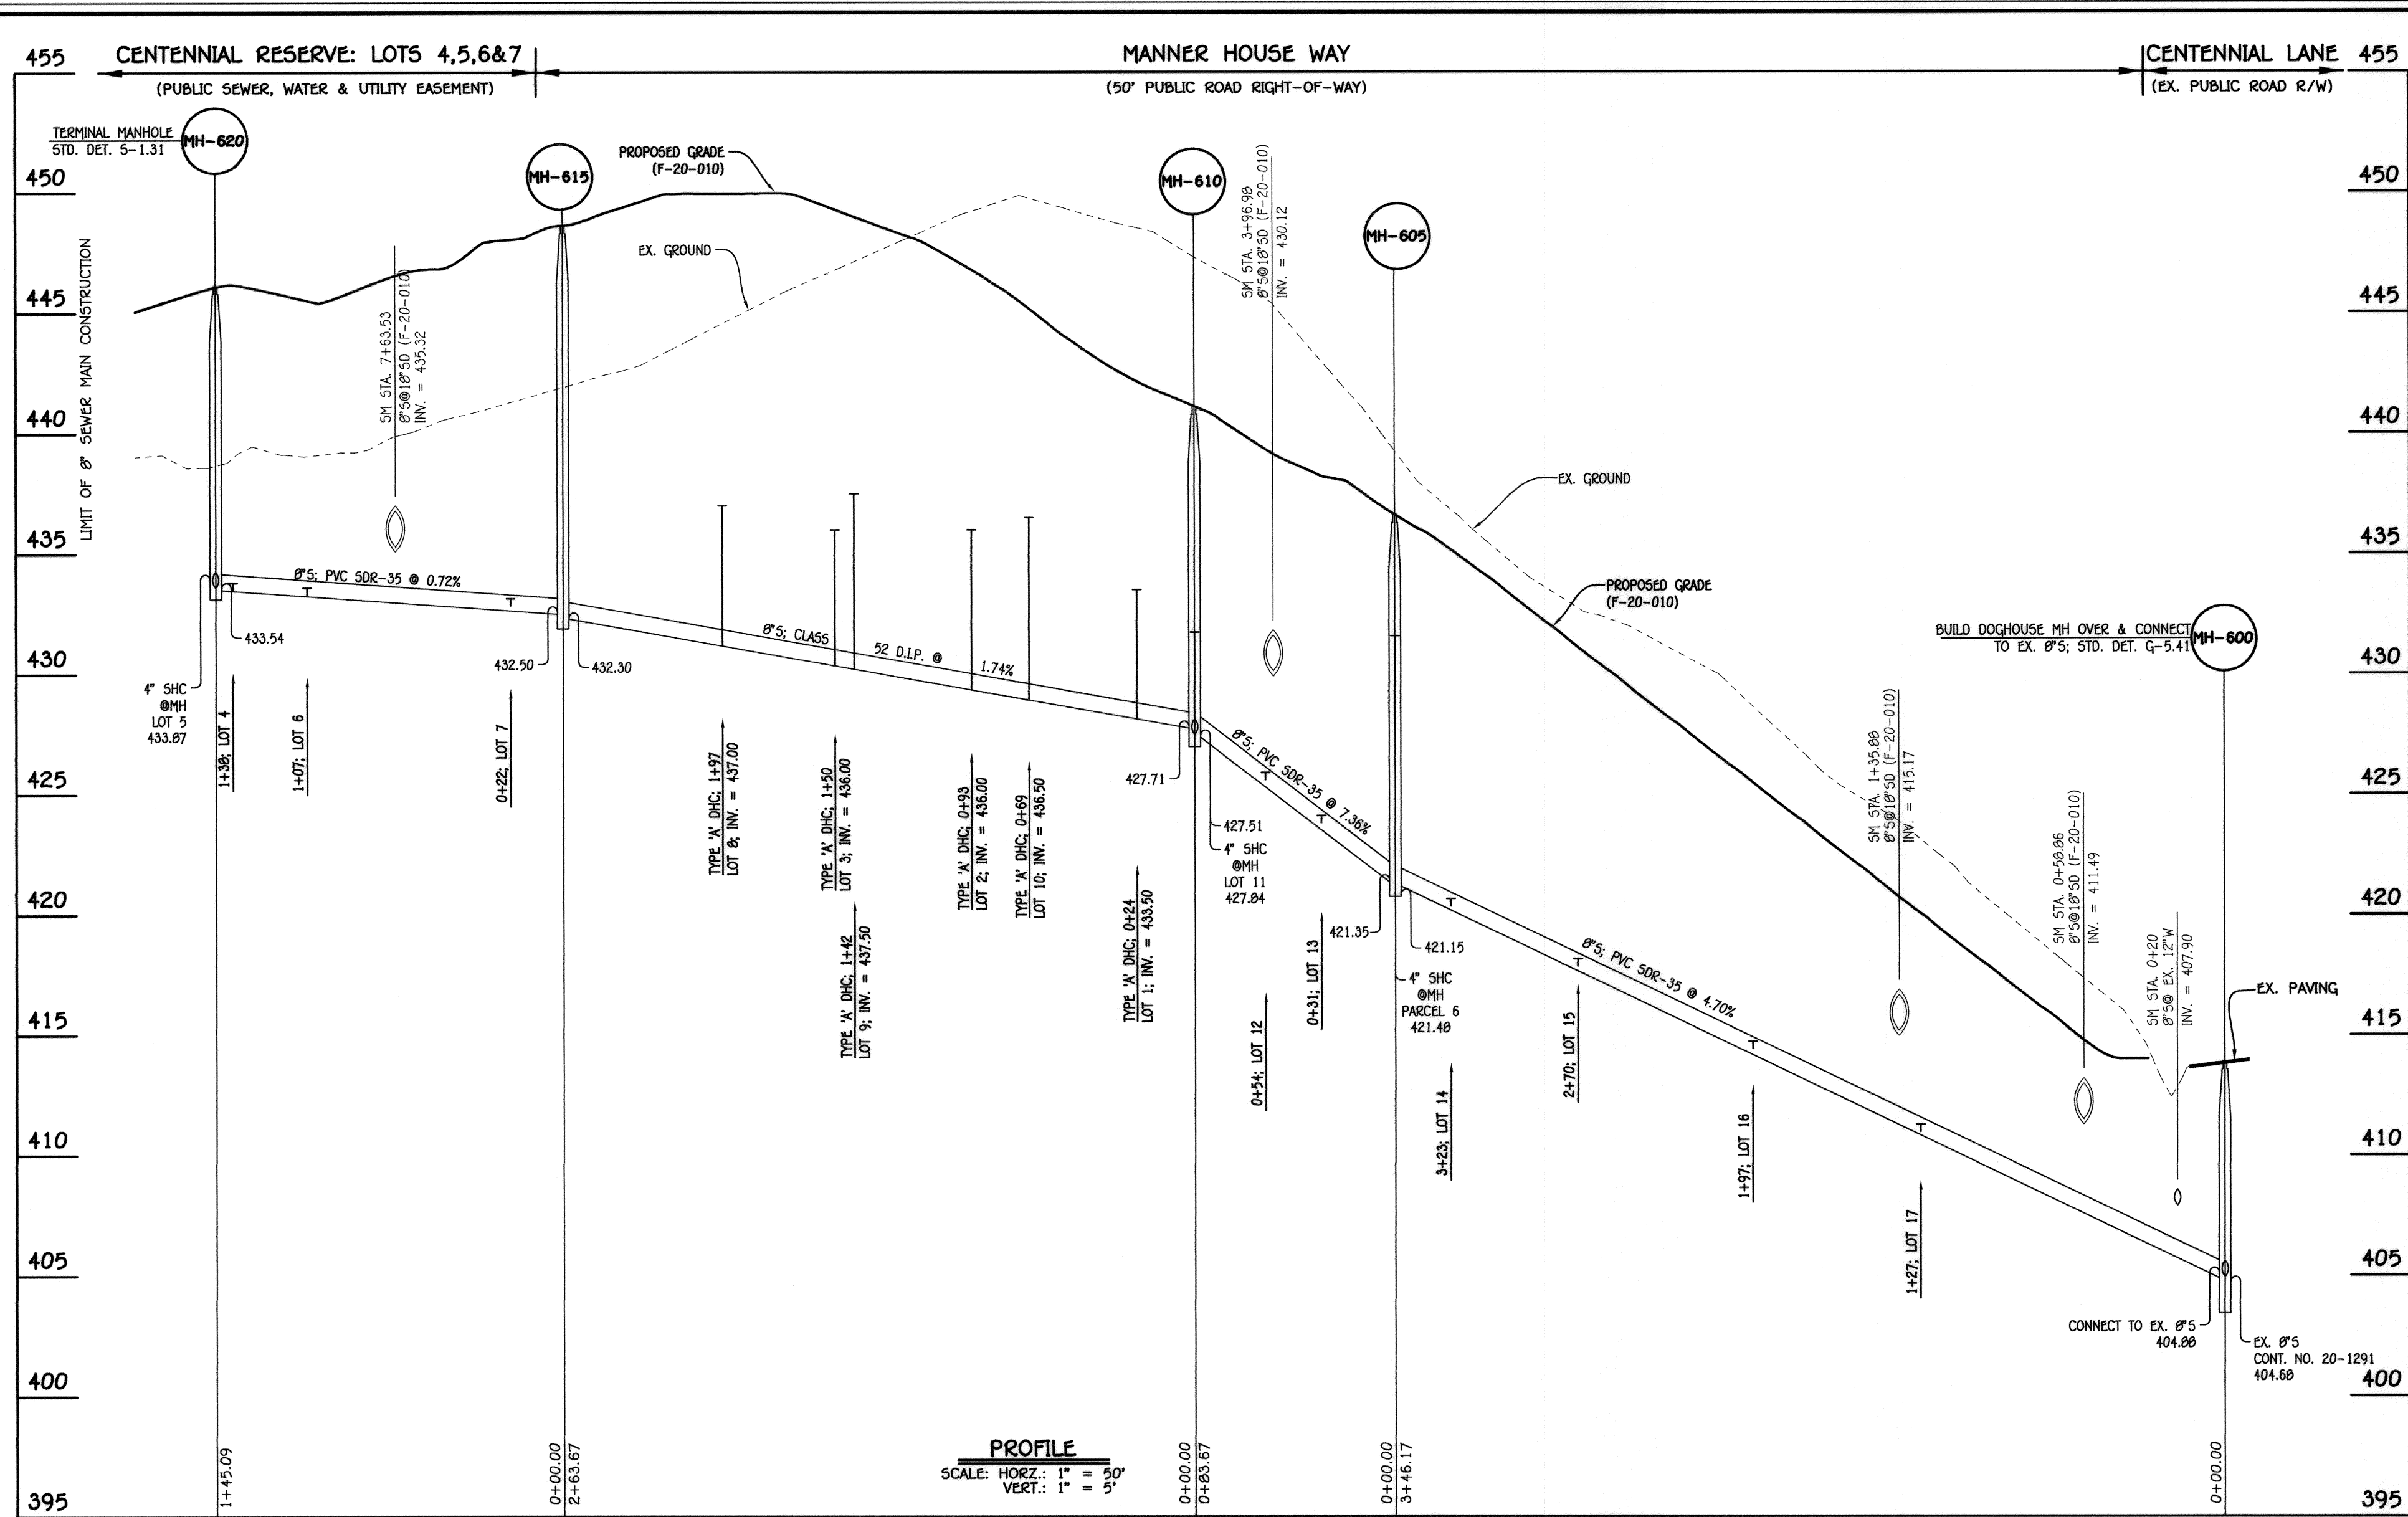 455
CENTENNIAL RESERVE: LOTS 4,5,6&7
(PUBLIC SEWER, WATER & UTILITY EASEMENT)
MANNER HOUSE WAY
(50' PUBLIC ROAD RIGHT-OF-WAY)
CENTENNIAL LANE
(EX. PUBLIC ROAD R/W)
455
TERMINAL MANHOLE
STD. DET. S-1.31
MH-620
MH-615
MH-610
MH-605
MH-600
450
445
440
435
430
425
420
415
410
405
400
395
450
445
440
435
430
425
420
415
410
405
400
395
LIMIT OF 8" SEWER MAIN CONSTRUCTION
PROPOSED GRADE
(F-20-010)
EX. GROUND
SM STA. 7+63.53
8"S@18"SD (F-20-010)
INV. = 435.32
SM STA. 3+96.98
8"S@18"SD (F-20-010)
INV. = 430.12
EX. GROUND
PROPOSED GRADE
(F-20-010)
BUILD DOGHOUSE MH OVER & CONNECT
TO EX. 8"S; STD. DET. G-5.41
8"S; PVC SDR-35 @ 0.72%
433.54
432.50
432.30
8"S; CLASS
52 D.I.P. @
1.74%
4" SHC
@MH
LOT 5
433.87
1+38; LOT 4
1+07; LOT 6
0+22; LOT 7
TYPE 'A' DHC; 1+97
LOT 8; INV. = 437.00
TYPE 'A' DHC; 1+50
LOT 3; INV. = 436.00
TYPE 'A' DHC; 1+42
LOT 9; INV. = 437.50
TYPE 'A' DHC; 0+93
LOT 2; INV. = 436.00
TYPE 'A' DHC; 0+69
LOT 10; INV. = 436.50
TYPE 'A' DHC; 0+24
LOT 1; INV. = 433.50
427.71
8"S; PVC SDR-35 @ 7.36%
427.51
4" SHC
@MH
LOT 11
427.84
0+54; LOT 12
0+31; LOT 13
421.35
421.15
4" SHC
@MH
PARCEL 6
421.48
3+23; LOT 14
2+70; LOT 15
8"S; PVC SDR-35 @ 4.70%
1+97; LOT 16
1+27; LOT 17
SM STA. 1+35.88
8"S@18"SD (F-20-010)
INV. = 415.17
SM STA. 0+58.86
8"S@18"SD (F-20-010)
INV. = 411.49
SM STA. 0+20
8"S@ EX. 12"W
INV. = 407.90
EX. PAVING
CONNECT TO EX. 8"S
404.88
EX. 8"S
CONT. NO. 20-1291
404.68
1+45.09
0+00.00
2+63.67
0+00.00
0+83.67
0+00.00
3+46.17
0+00.00
PROFILE
SCALE: HORZ.: 1" = 50'
VERT.: 1" = 5'